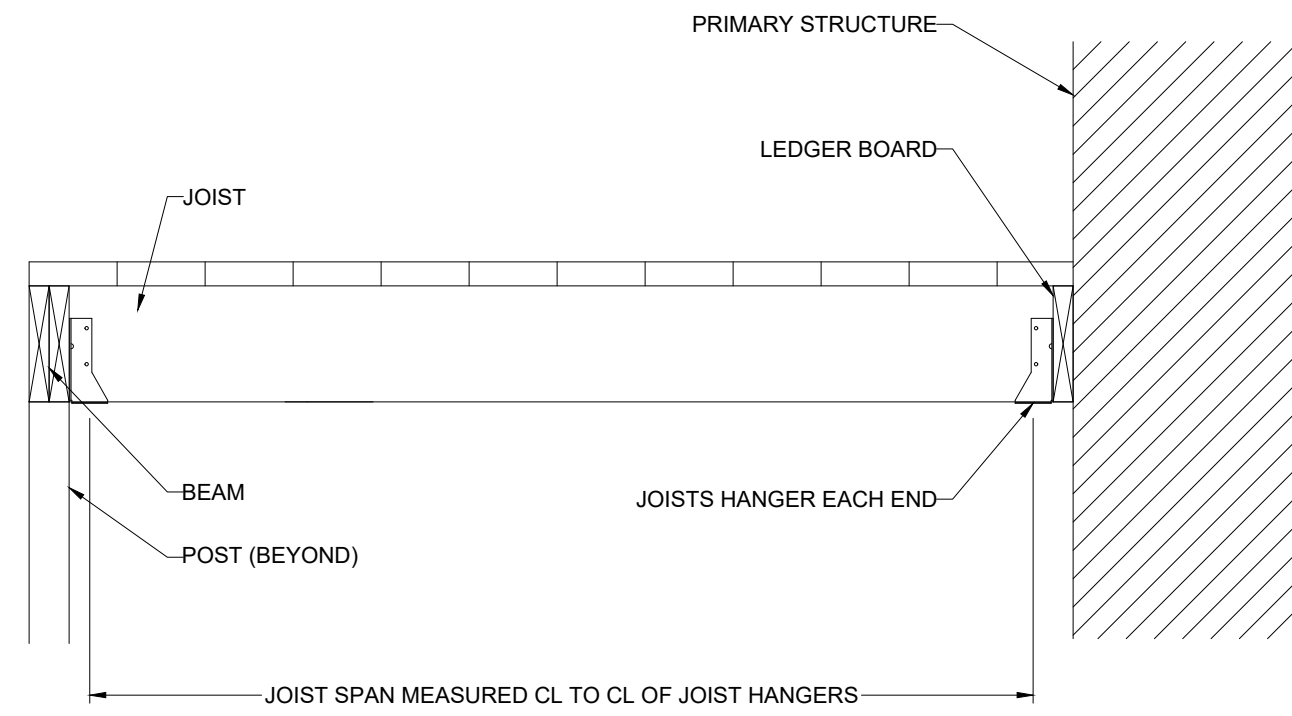 PRIMARY STRUCTURE
LEDGER BOARD
JOIST
BEAM
JOISTS HANGER EACH END
POST (BEYOND)
JOIST SPAN MEASURED CL TO CL OF JOIST HANGERS